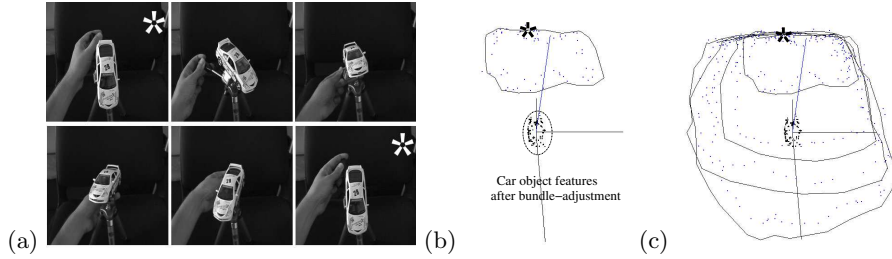 (a)
(b)
Car object features
after bundle-adjustment
(c)